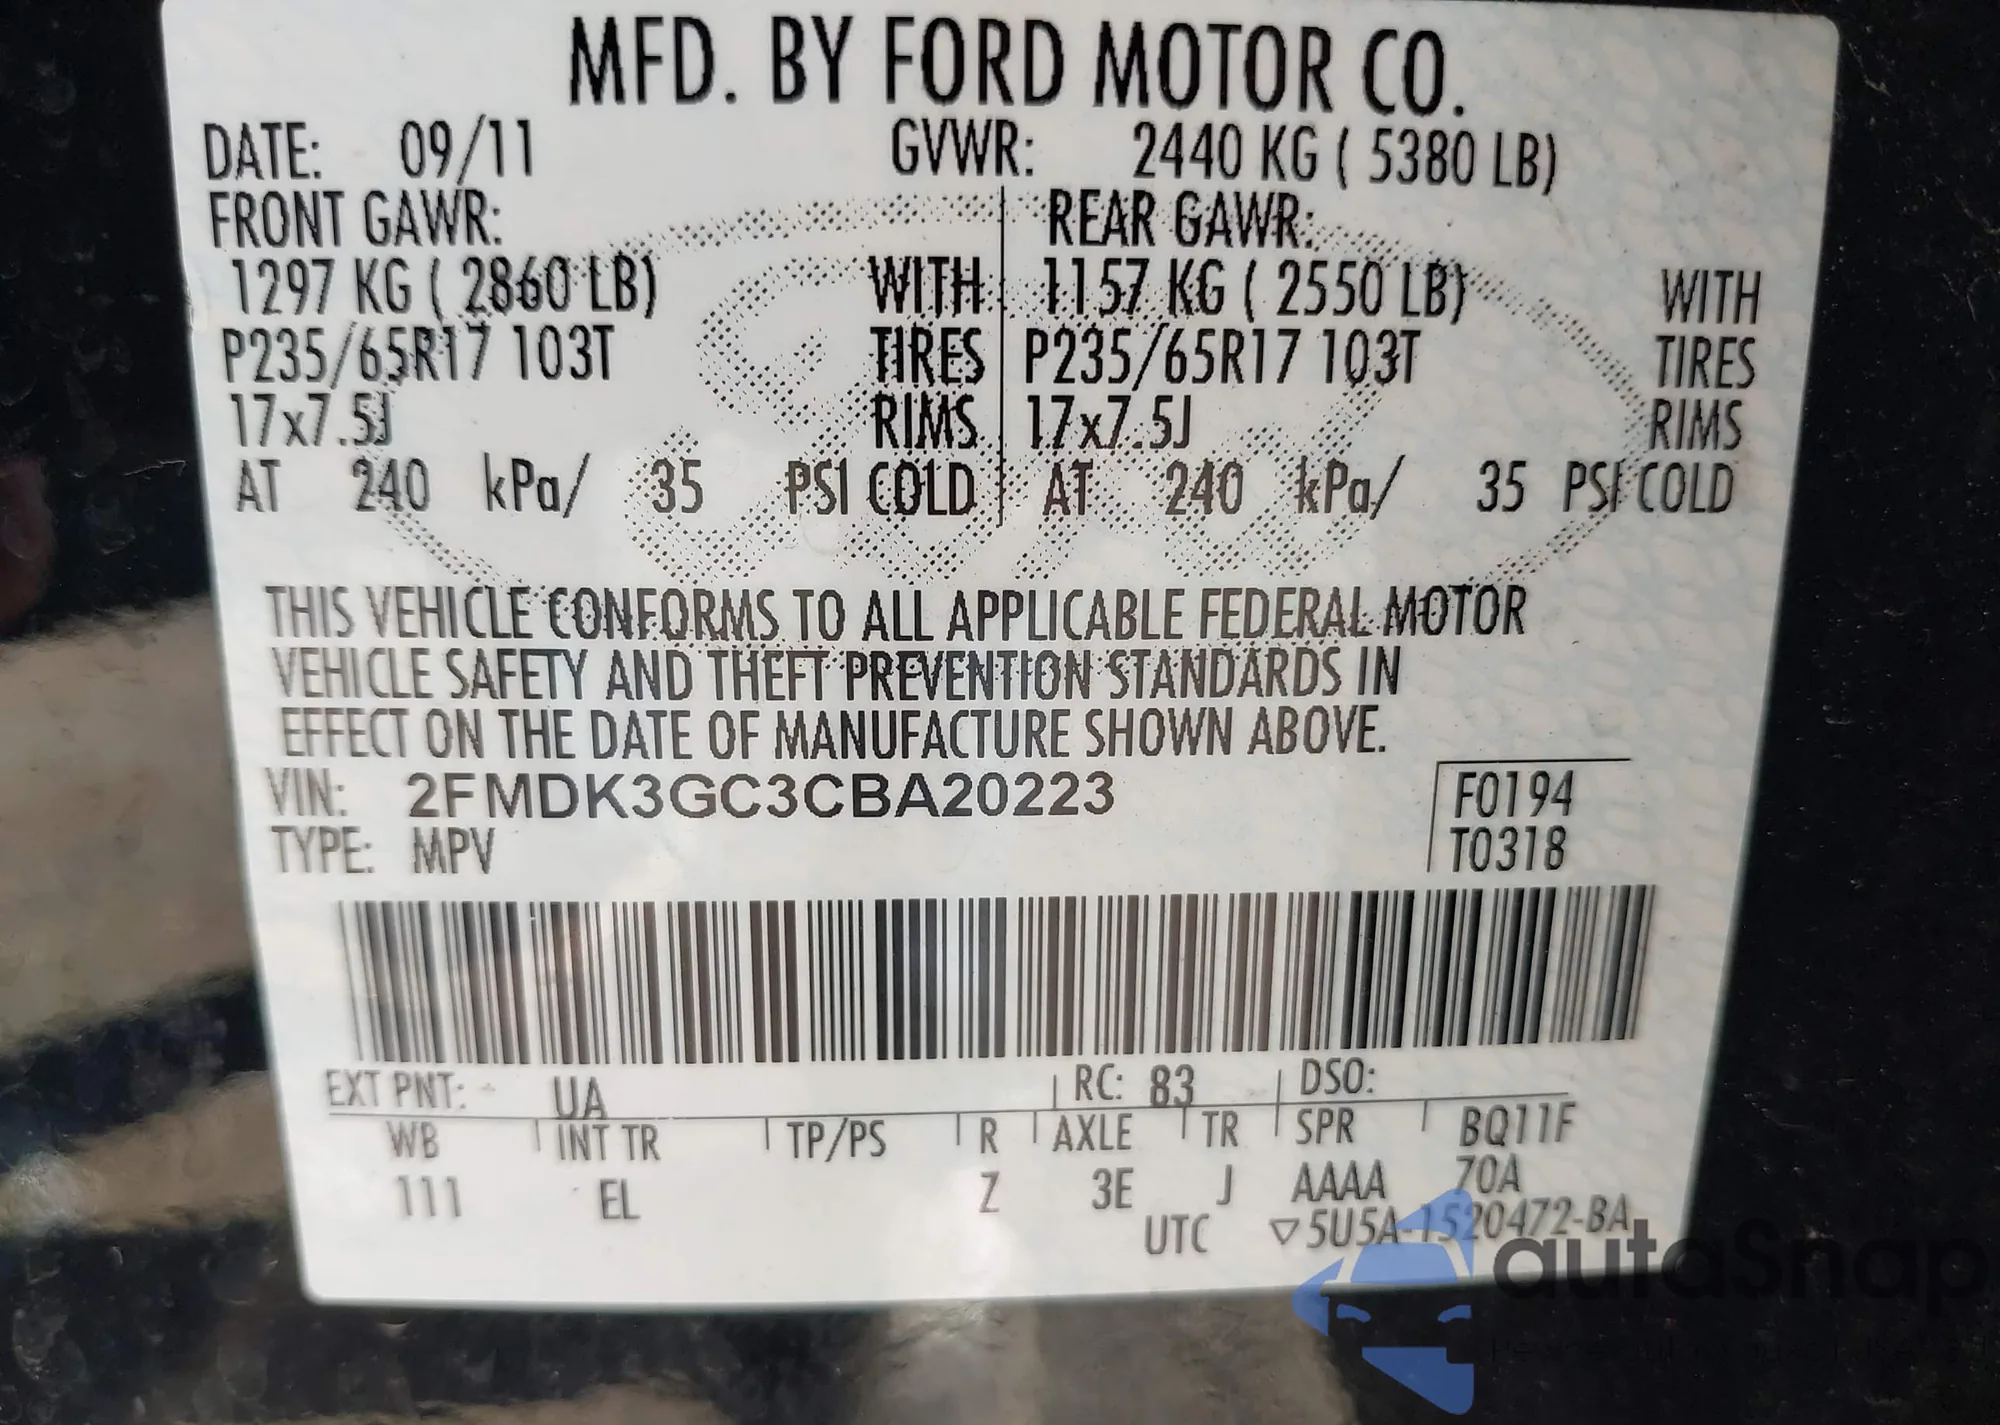 MFD. BY FORD MOTOR CO.
DATE: 09/11 GVWR: 2440 KG ( 5380 LB)
FRONT GAWR: REAR GAWR:
1297 KG ( 2860 LB) WITH 1157 KG ( 2550 LB) WITH
P235/65R17 103T TIRES P235/65R17 103T TIRES
17x7.5J RIMS 17x7.5J RIMS
AT 240 kPa/ 35 PSI COLD AT 240 kPa/ 35 PSI COLD
THIS VEHICLE CONFORMS TO ALL APPLICABLE FEDERAL MOTOR
VEHICLE SAFETY AND THEFT PREVENTION STANDARDS IN
EFFECT ON THE DATE OF MANUFACTURE SHOWN ABOVE.
VIN: 2FMDK3GC3CBA20223 F0194
TYPE: MPV T0318
EXT PNT: UA RC: 83 DSO:
WB INT TR TP/PS R AXLE TR SPR BQ11F
111 EL Z 3E J AAAA 70A
UTC ▽5U5A-1520472-BA
autoSnap